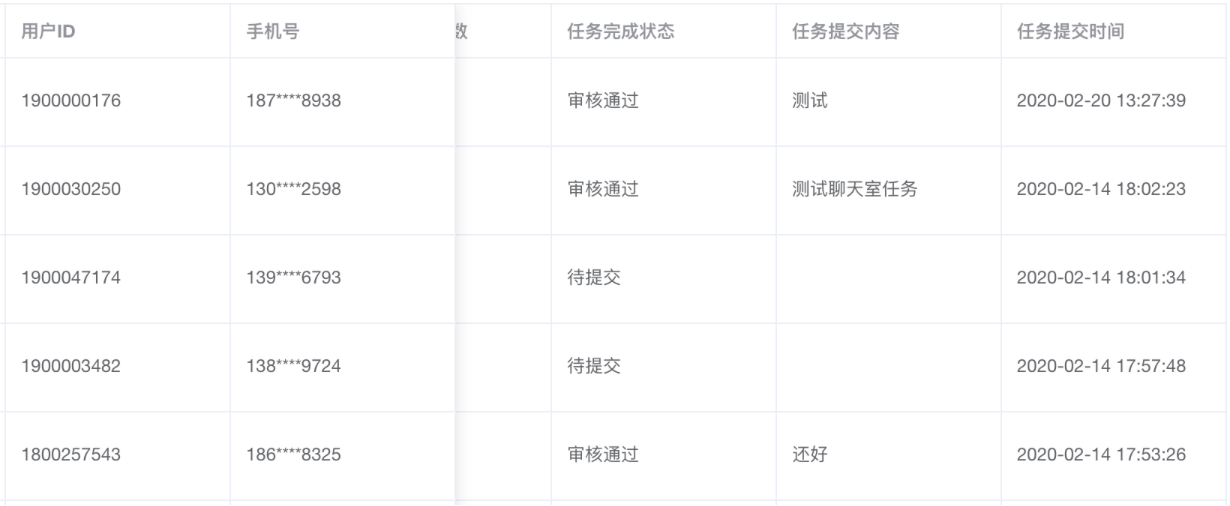 用户ID 手机号 数 任务完成状态 任务提交内容 任务提交时间
1900000176 187****8938 审核通过 测试 2020-02-20 13:27:39
1900030250 130****2598 审核通过 测试聊天室任务 2020-02-14 18:02:23
1900047174 139****6793 待提交 2020-02-14 18:01:34
1900003482 138****9724 待提交 2020-02-14 17:57:48
1800257543 186****8325 审核通过 还好 2020-02-14 17:53:26